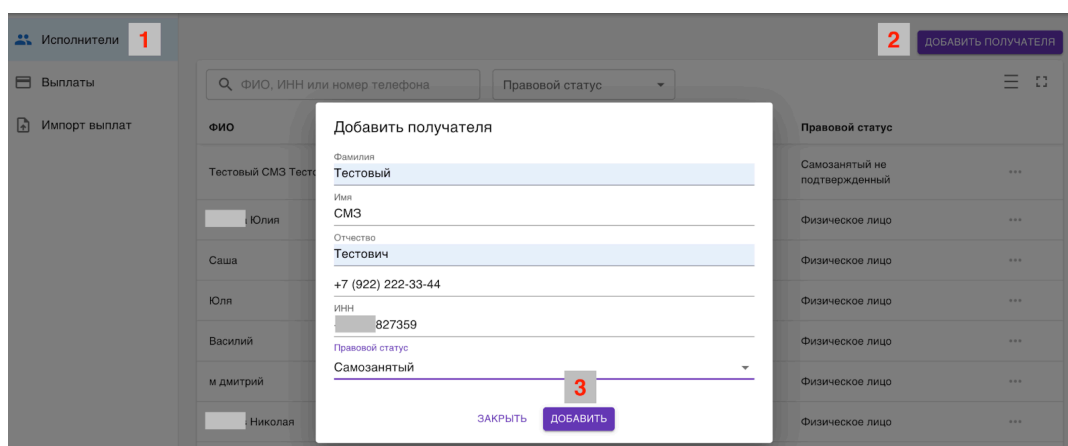 Исполнители
1
2
ДОБАВИТЬ ПОЛУЧАТЕЛЯ
Выплаты
ФИО, ИНН или номер телефона
Правовой статус
Импорт выплат
ФИО
Правовой статус
Добавить получателя
Фамилия
Тестовый
Имя
СМЗ
Отчество
Тестович
+7 (922) 222-33-44
ИНН
827359
Правовой статус
Самозанятый
3
ЗАКРЫТЬ
ДОБАВИТЬ
Тестовый СМЗ
Самозанятый не
подтвержденный
Юлия
Физическое лицо
Саша
Физическое лицо
Юля
Физическое лицо
Василий
Физическое лицо
м дмитрий
Физическое лицо
Николая
Физическое лицо